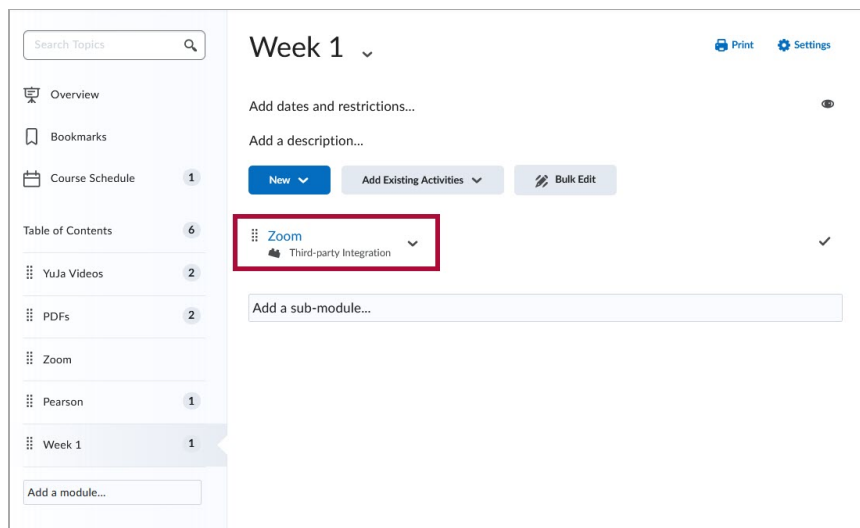 Search Topics
Overview
Bookmarks
Course Schedule 1
Table of Contents 6
YuJa Videos 2
PDFs 2
Zoom
Pearson 1
Week 1 1
Add a module...
Week 1
Print Settings
Add dates and restrictions...
Add a description...
New Add Existing Activities Bulk Edit
Zoom
Third-party Integration
Add a sub-module...